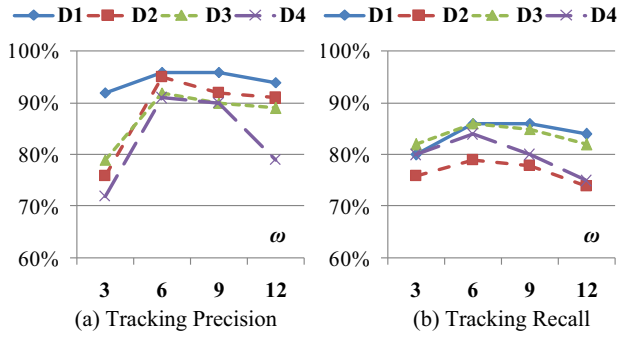 D1 D2 D3 D4
100%
90%
80%
70%
60%
ω
3 6 9 12
(a) Tracking Precision
D1 D2 D3 D4
100%
90%
80%
70%
60%
ω
3 6 9 12
(b) Tracking Recall